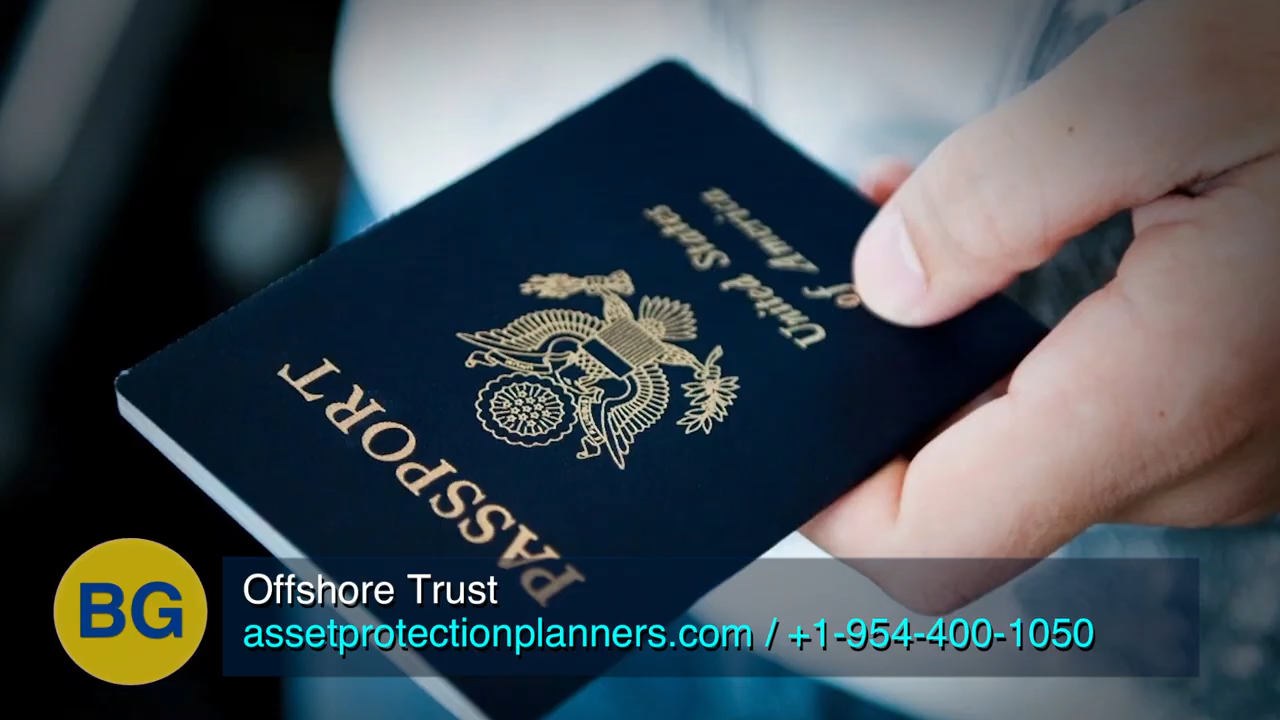 PASSPORT
United States
of America
BG
Offshore Trust
assetprotectionplanners.com / +1-954-400-1050